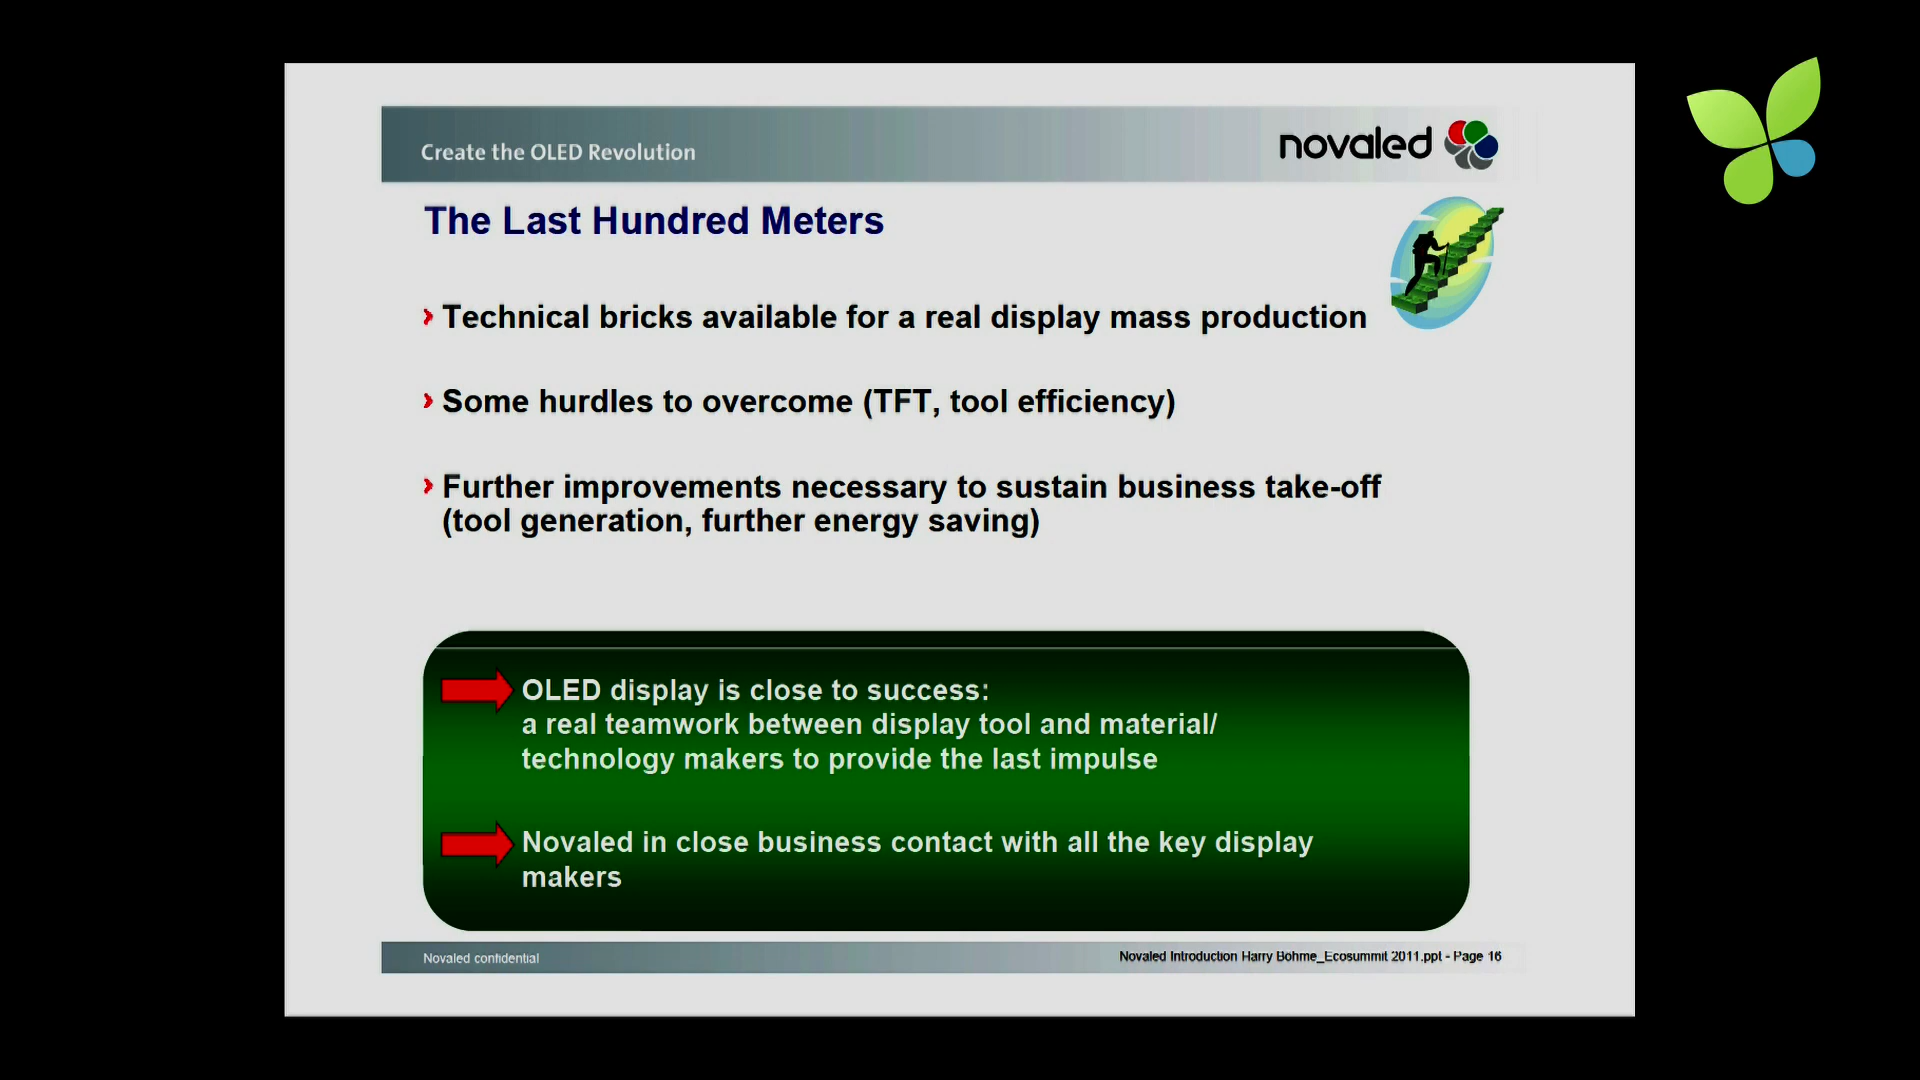 Create the OLED Revolution
novaled
The Last Hundred Meters
Technical bricks available for a real display mass production
Some hurdles to overcome (TFT, tool efficiency)
Further improvements necessary to sustain business take-off
(tool generation, further energy saving)
OLED display is close to success:
a real teamwork between display tool and material/
technology makers to provide the last impulse
Novaled in close business contact with all the key display
makers
Novaled confidential
Novaled Introduction Harry Böhme_Ecosummit 2011.ppt - Page 16